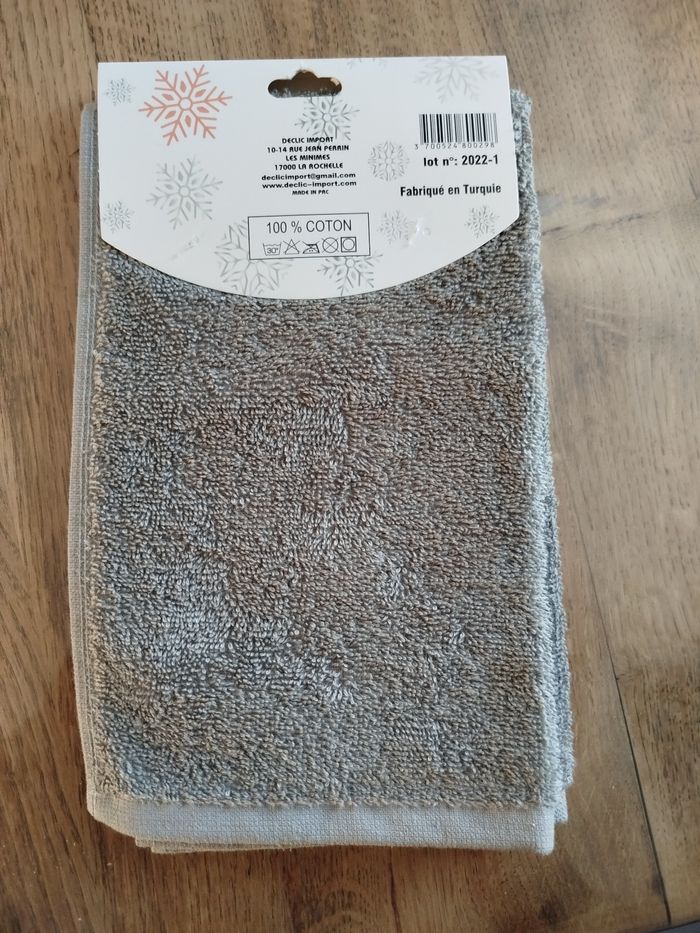 DECLIC IMPORT
10-14 RUE JEAN PERRIN
LES MINIMES
17000 LA ROCHELLE
declicimport@gmail.com
www.declic-import.com
MADE IN PRC
3 700524 800298
lot n°: 2022-1
Fabriqué en Turquie
100 % COTON
30°